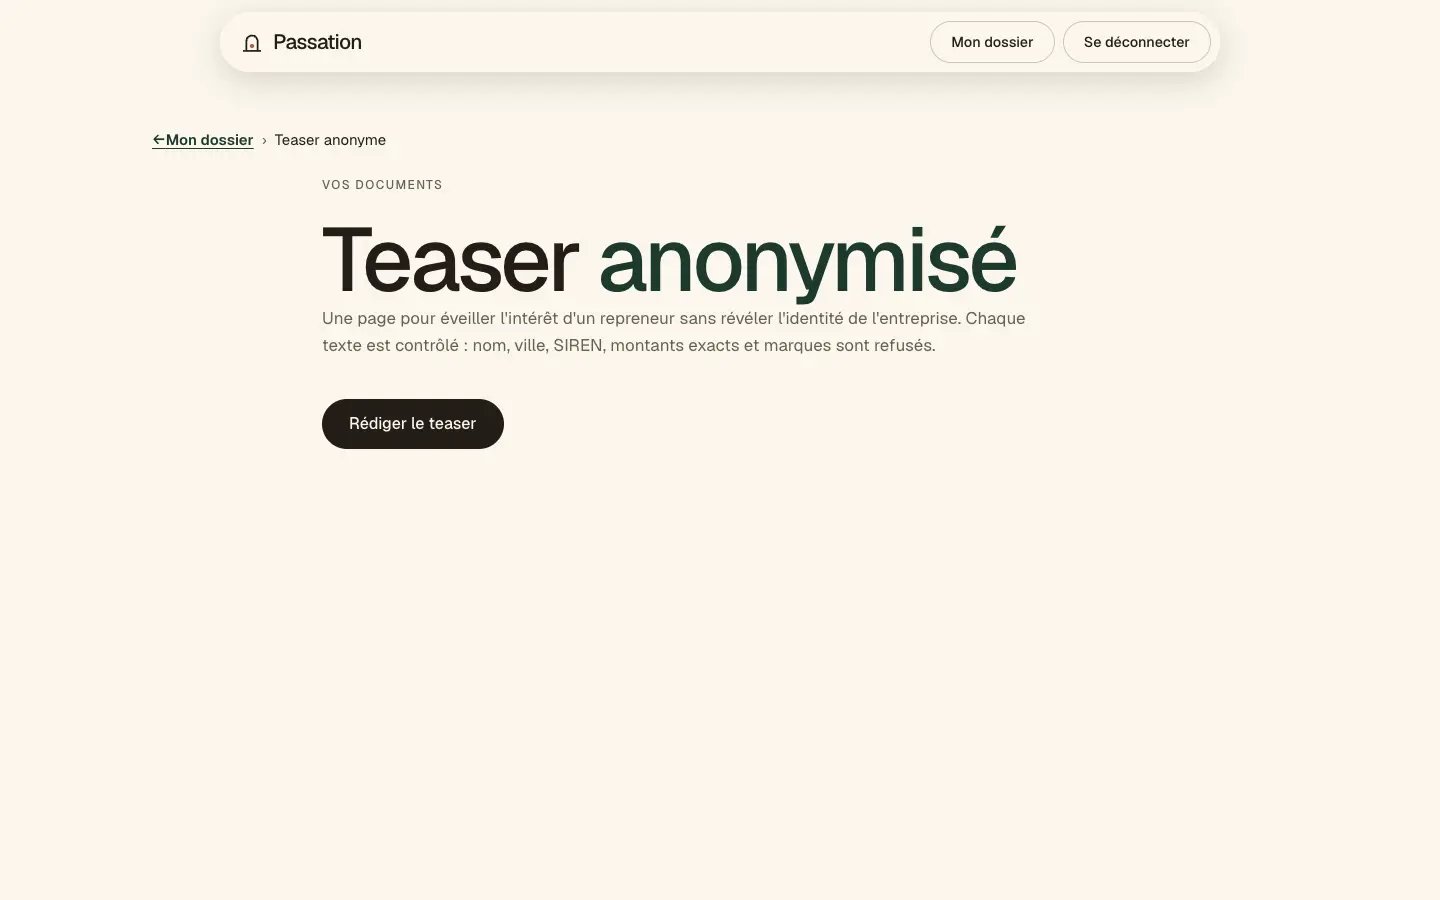 Passation
Mon dossier
Se déconnecter
←Mon dossier › Teaser anonyme
VOS DOCUMENTS
Teaser anonymisé
Une page pour éveiller l'intérêt d'un repreneur sans révéler l'identité de l'entreprise. Chaque
texte est contrôlé : nom, ville, SIREN, montants exacts et marques sont refusés.
Rédiger le teaser